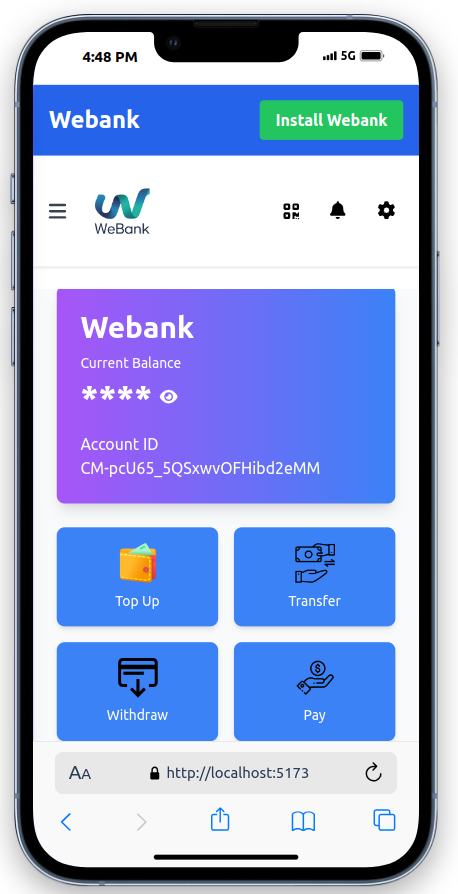 4:48 PM
5G
Webank
Install Webank
WeBank
Webank
Current Balance
****
Account ID
CM-pcU65_5QSxwvOFHibd2eMM
Top Up
Transfer
Withdraw
Pay
AA
http://localhost:5173